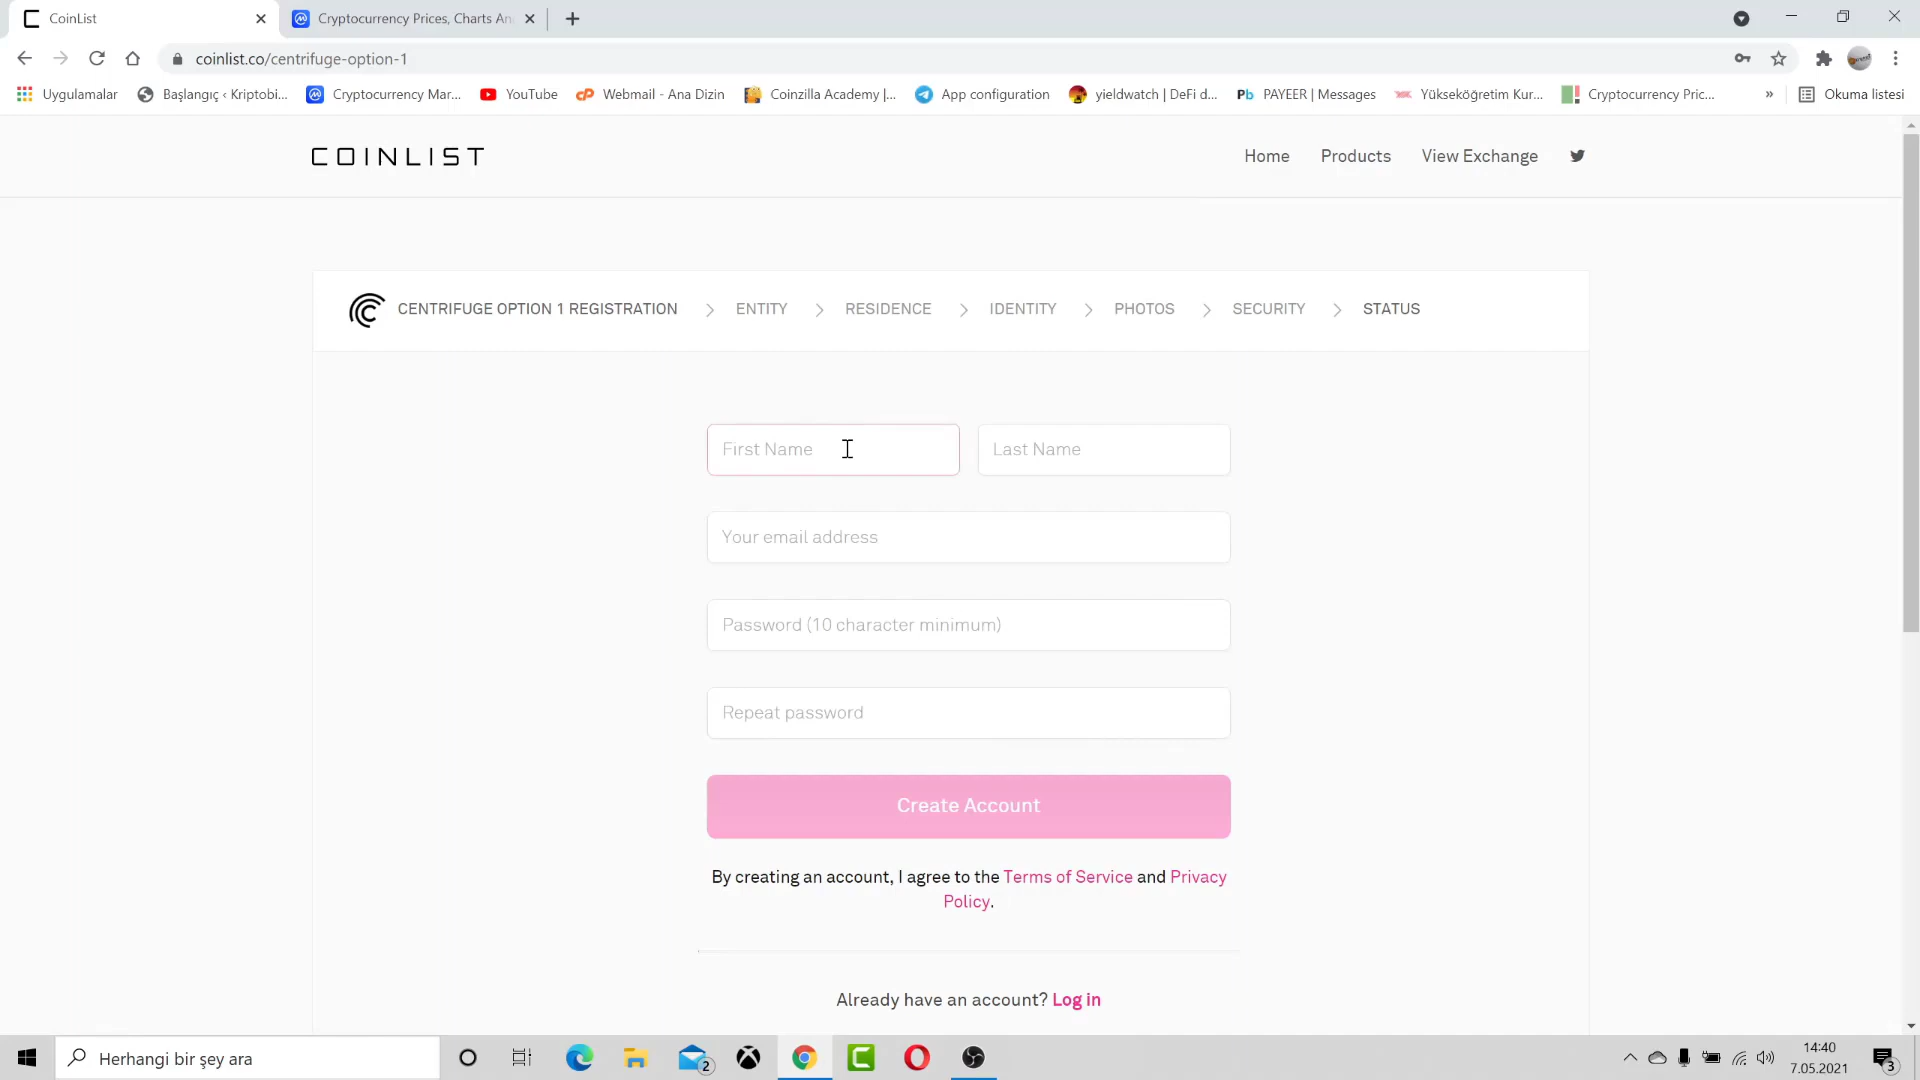 CoinList
Cryptocurrency Prices, Charts An
coinlist.co/centrifuge-option-1
Uygulamalar
Başlangıç ‹ Kriptobi...
Cryptocurrency Mar...
YouTube
Webmail - Ana Dizin
Coinzilla Academy |...
App configuration
yieldwatch | DeFi d...
Pb PAYEER | Messages
Yükseköğretim Kur...
Cryptocurrency Pric...
»
Okuma listesi
COINLIST
Home
Products
View Exchange
CENTRIFUGE OPTION 1 REGISTRATION
ENTITY
RESIDENCE
IDENTITY
PHOTOS
SECURITY
STATUS
First Name
Last Name
Your email address
Password (10 character minimum)
Repeat password
Create Account
By creating an account, I agree to the Terms of Service and Privacy
Policy.
Already have an account? Log in
Herhangi bir şey ara
2
14:40
7.05.2021
3